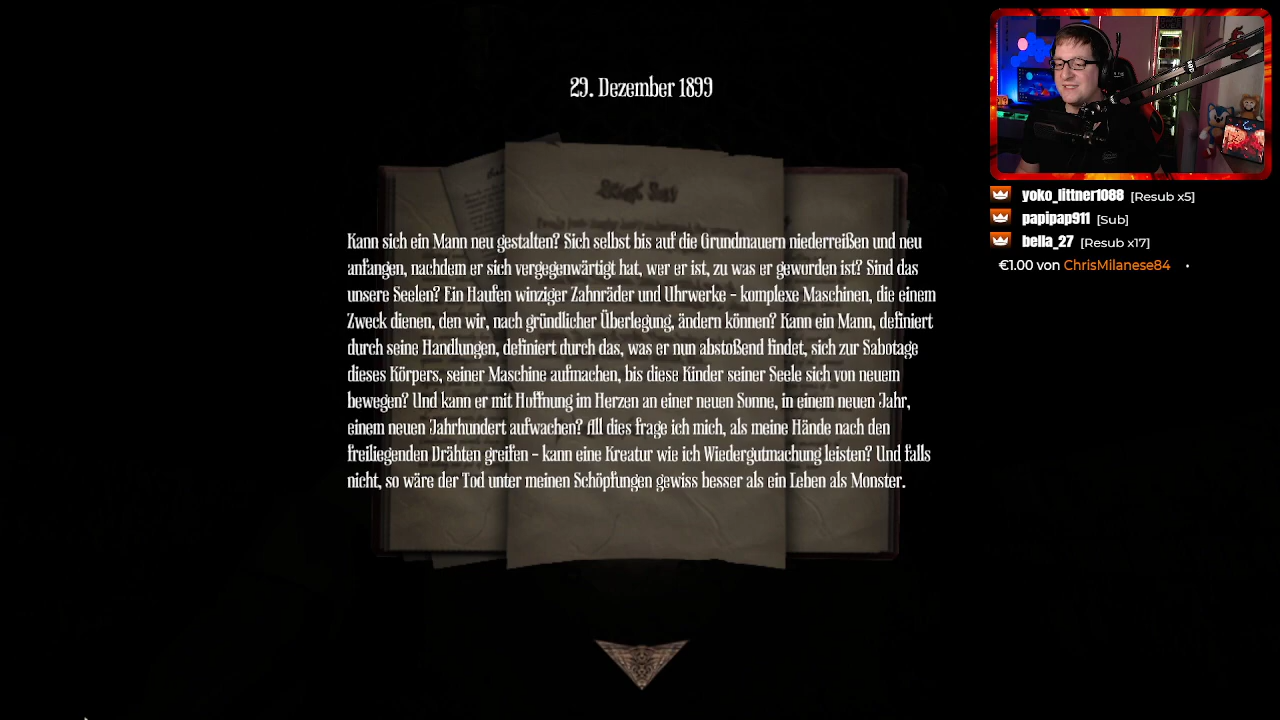 29. Dezember 1899
Kann sich ein Mann neu gestalten? Sich selbst bis auf die Grundmauern niederreißen und neu
anfangen, nachdem er sich vergegenwärtigt hat, wer er ist, zu was er geworden ist? Sind das
unsere Seelen? Ein Haufen winziger Zahnräder und Uhrwerke - komplexe Maschinen, die einem
Zweck dienen, den wir, nach gründlicher Überlegung, ändern können? Kann ein Mann, definiert
durch seine Handlungen, definiert durch das, was er nun abstoßend findet, sich zur Sabotage
dieses Körpers, seiner Maschine aufmachen, bis diese Kinder seiner Seele sich von neuem
bewegen? Und kann er mit Hoffnung im Herzen an einer neuen Sonne, in einem neuen Jahr,
einem neuen Jahrhundert aufwachen? All dies frage ich mich, als meine Hände nach den
freiliegenden Drähten greifen - kann eine Kreatur wie ich Wiedergutmachung leisten? Und falls
nicht, so wäre der Tod unter meinen Schöpfungen gewiss besser als ein Leben als Monster.
yoko_littner1088 [Resub x5]
papipap911 [Sub]
bella_27 [Resub x17]
€1.00 von ChrisMilanese84 •